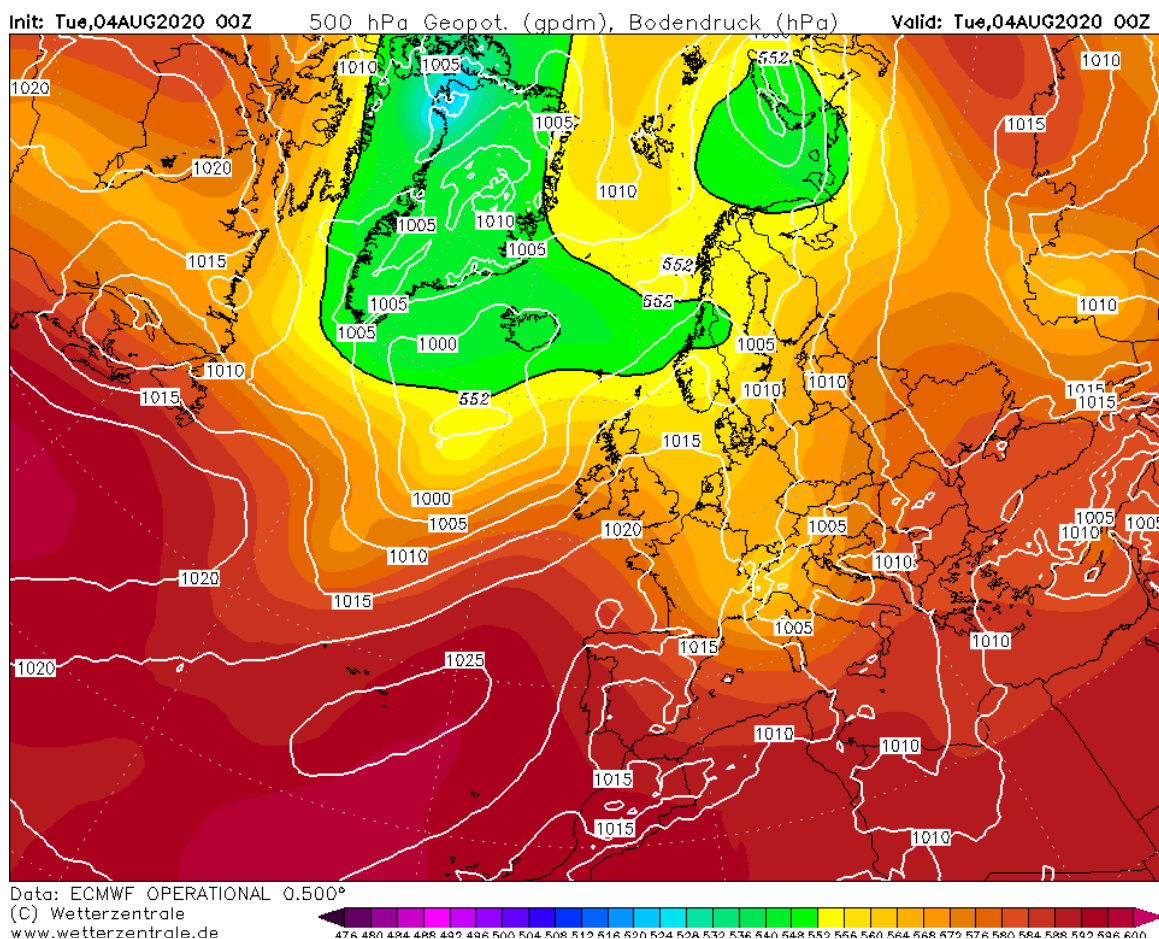 Init: Tue,04AUG2020 00Z 500 hPa Geopot. (gpdm), Bodendruck (hPa) Valid: Tue,04AUG2020 00Z
1010 1005 552 1010
1020
1005 1015
1020 1010
1005 1010
1005
1015 552
1005 552 1010
1005 1000 1005
1010 1010 1010 1015
1015 552 1015
1015
1000
1005 1020 1005 1005 1005
1010 1010 1010
1020 1015
1005
1015 1010
1020 1025
1010 1010
1015
1015 1010
Data: ECMWF OPERATIONAL 0.500°
(C) Wetterzentrale
www.wetterzentrale.de
476 480 484 488 492 496 500 504 508 512 516 520 524 528 532 536 540 548 552 556 560 564 568 572 576 580 584 588 592 596 600